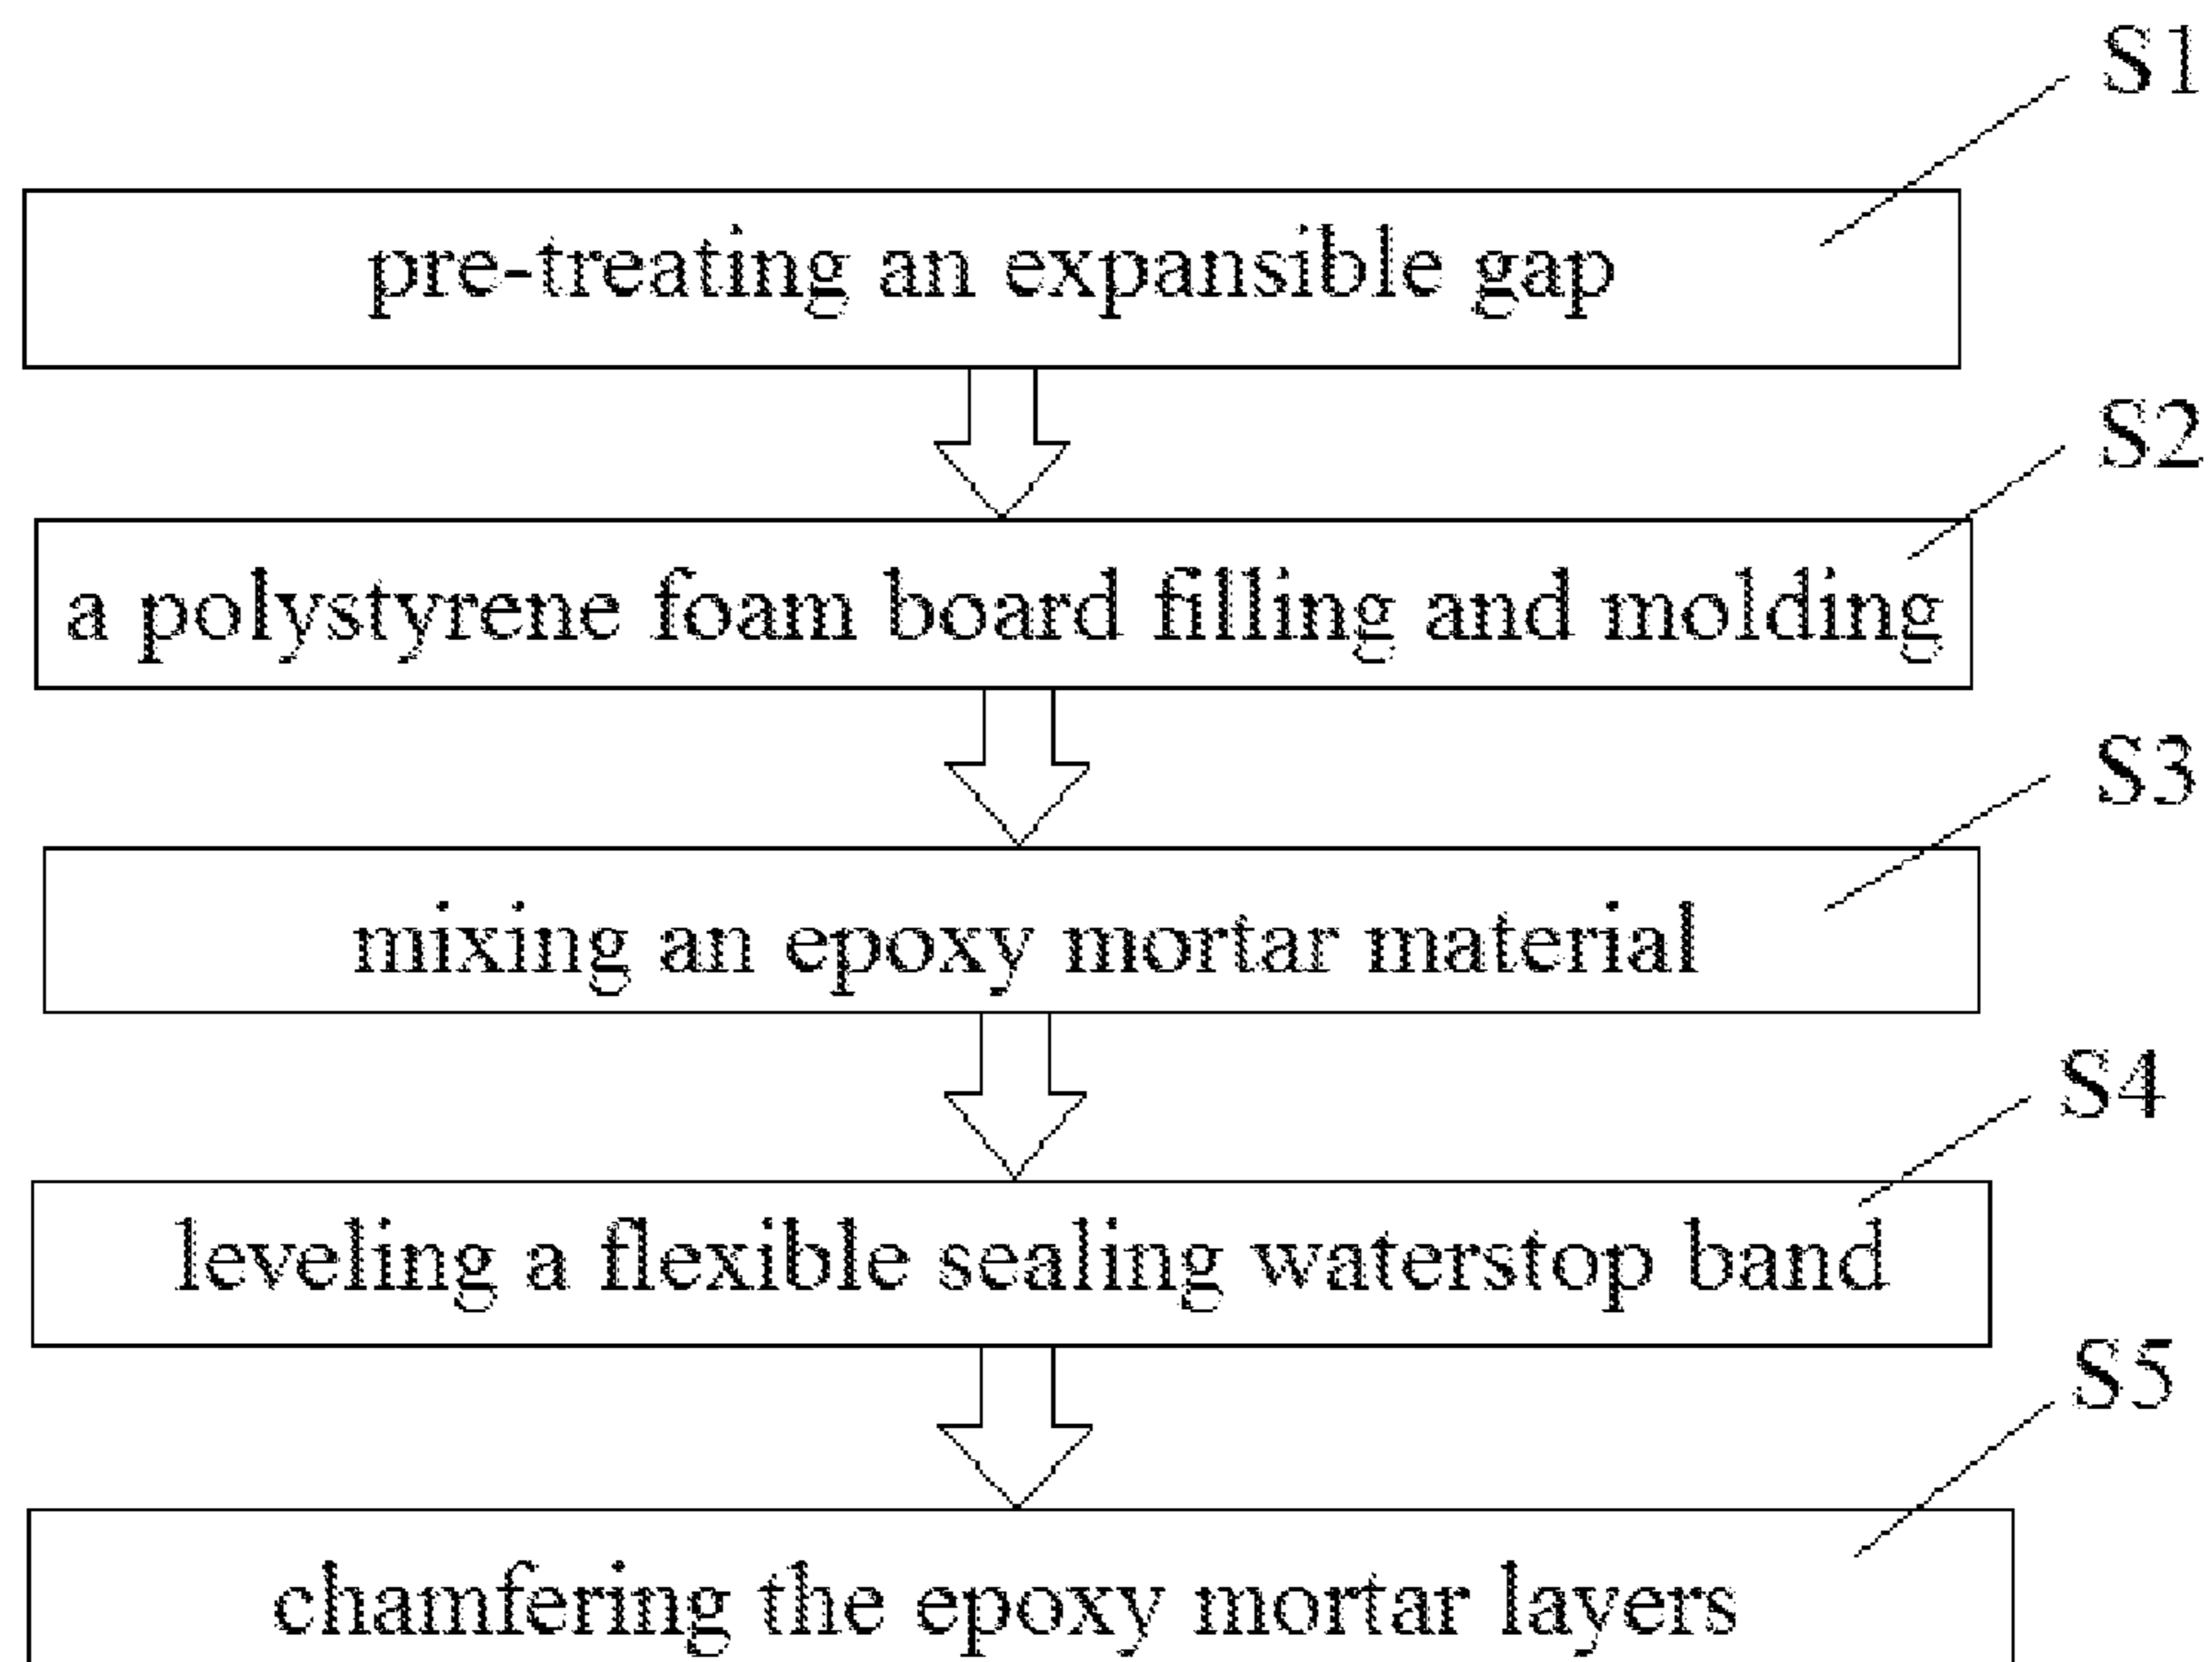 S1
pre-treating an expansible gap
S2
a polystyrene foam board filling and molding
S3
mixing an epoxy mortar material
S4
leveling a flexible sealing waterstop band
S5
chamfering the epoxy mortar layers